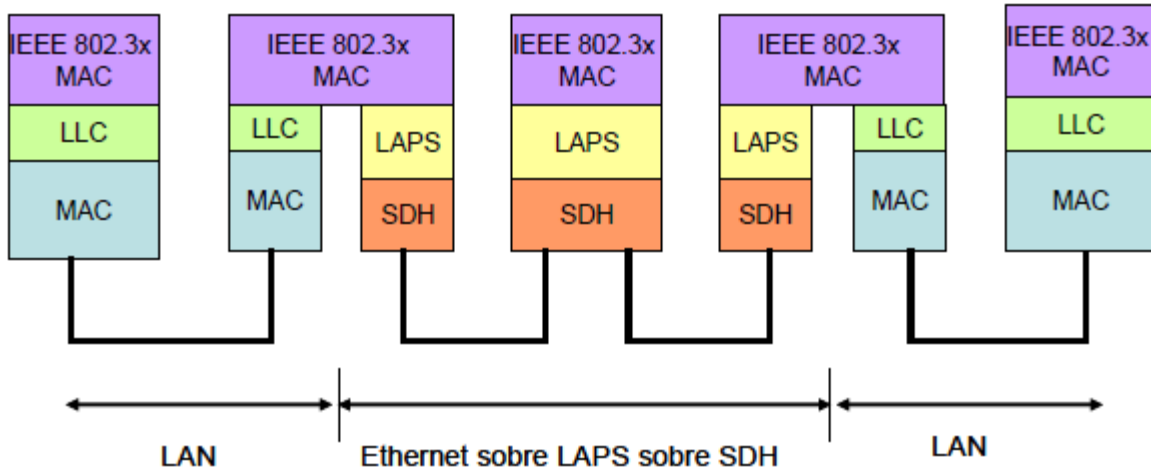 IEEE 802.3x
MAC
LLC
MAC
IEEE 802.3x
MAC
LLC
MAC
LAPS
SDH
IEEE 802.3x
MAC
LAPS
SDH
IEEE 802.3x
MAC
LAPS
SDH
LLC
MAC
IEEE 802.3x
MAC
LLC
MAC
LAN
Ethernet sobre LAPS sobre SDH
LAN